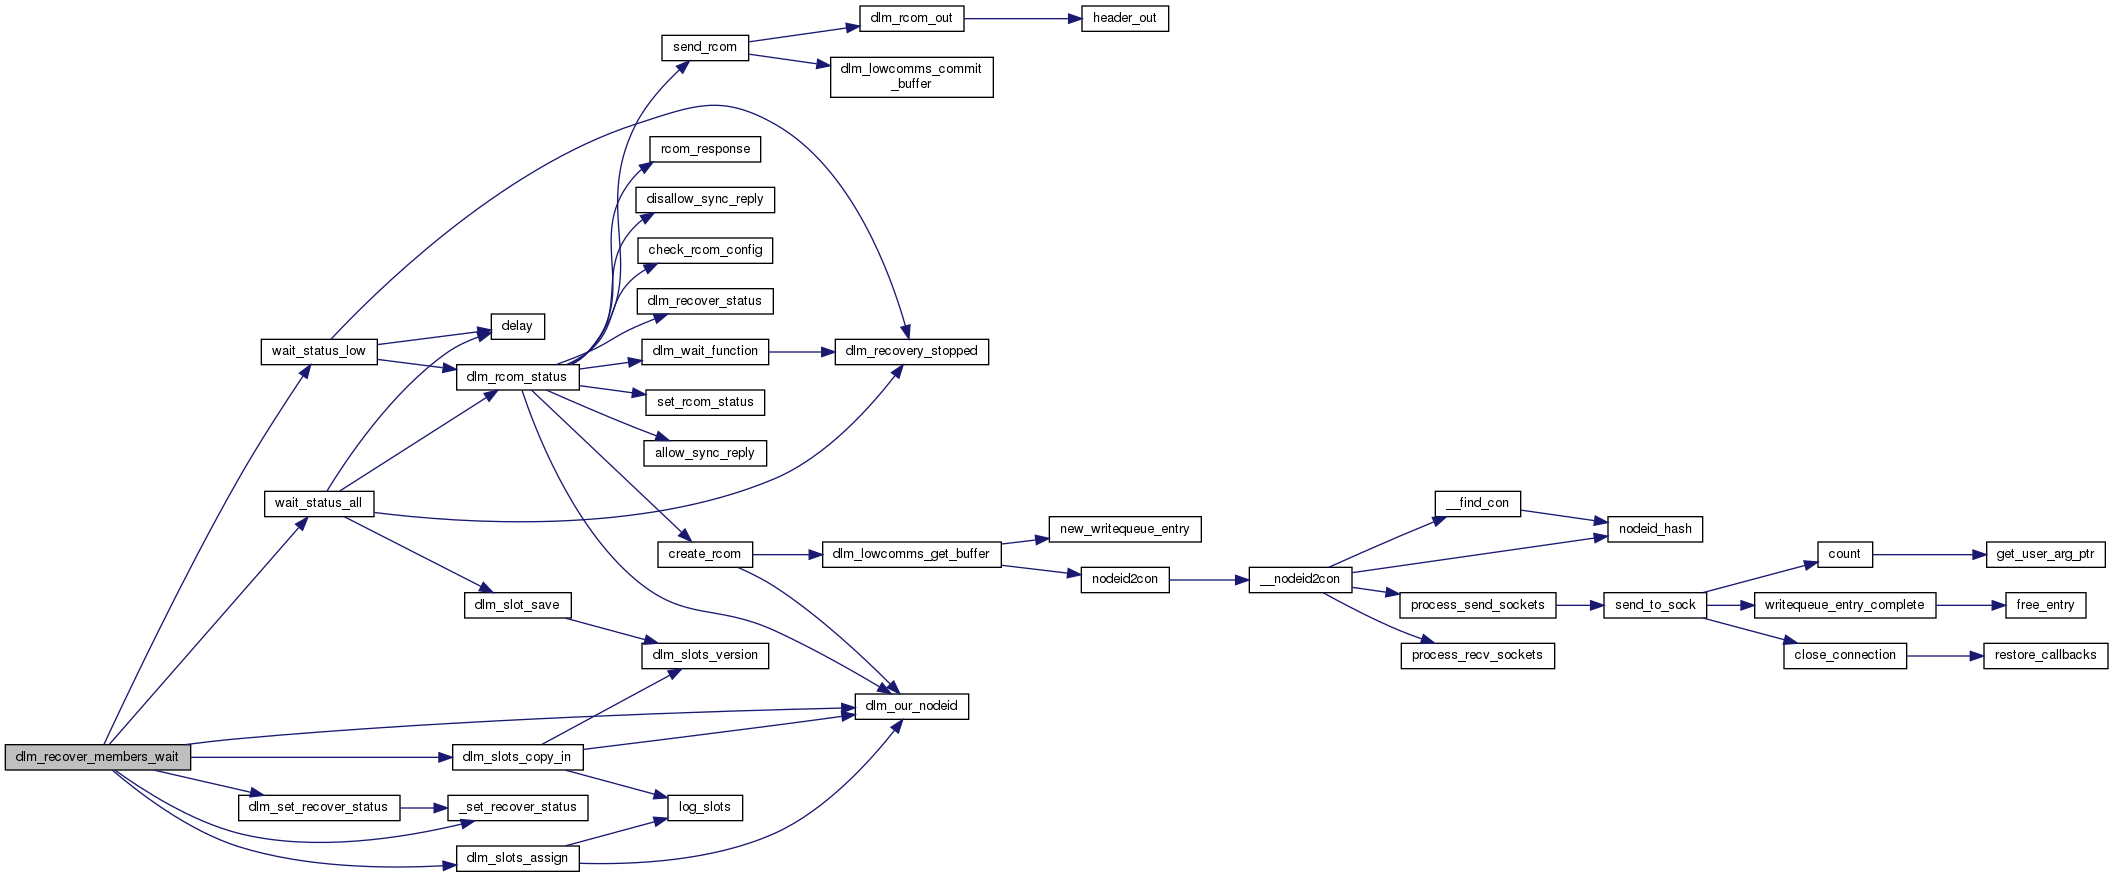 dlm_rcom_out
header_out
send_rcom
dlm_lowcomms_commit
_buffer
rcom_response
disallow_sync_reply
check_rcom_config
dlm_recover_status
delay
wait_status_low
dlm_wait_function
dlm_recovery_stopped
dlm_rcom_status
set_rcom_status
allow_sync_reply
wait_status_all
__find_con
new_writequeue_entry
nodeid_hash
create_rcom
dlm_lowcomms_get_buffer
count
get_user_arg_ptr
nodeid2con
__nodeid2con
dlm_slot_save
process_send_sockets
send_to_sock
writequeue_entry_complete
free_entry
dlm_slots_version
process_recv_sockets
close_connection
restore_callbacks
dlm_our_nodeid
dlm_recover_members_wait
dlm_slots_copy_in
dlm_set_recover_status
_set_recover_status
log_slots
dlm_slots_assign